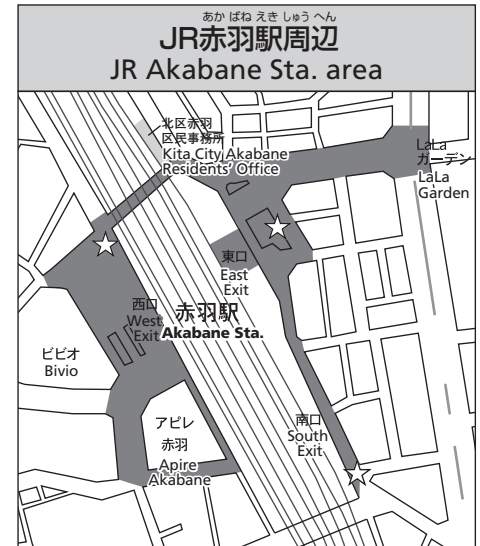 あかばねえきしゅうへん
JR赤羽駅周辺
JR Akabane Sta. area
北区赤羽
区民事務所
Kita City Akabane
Residents' Office
LaLa
ガーデン
LaLa
Garden
東口
East
Exit
西口
West
Exit
赤羽駅
Akabane Sta.
ビビオ
Bivio
アピレ
赤羽
Apire
Akabane
南口
South
Exit